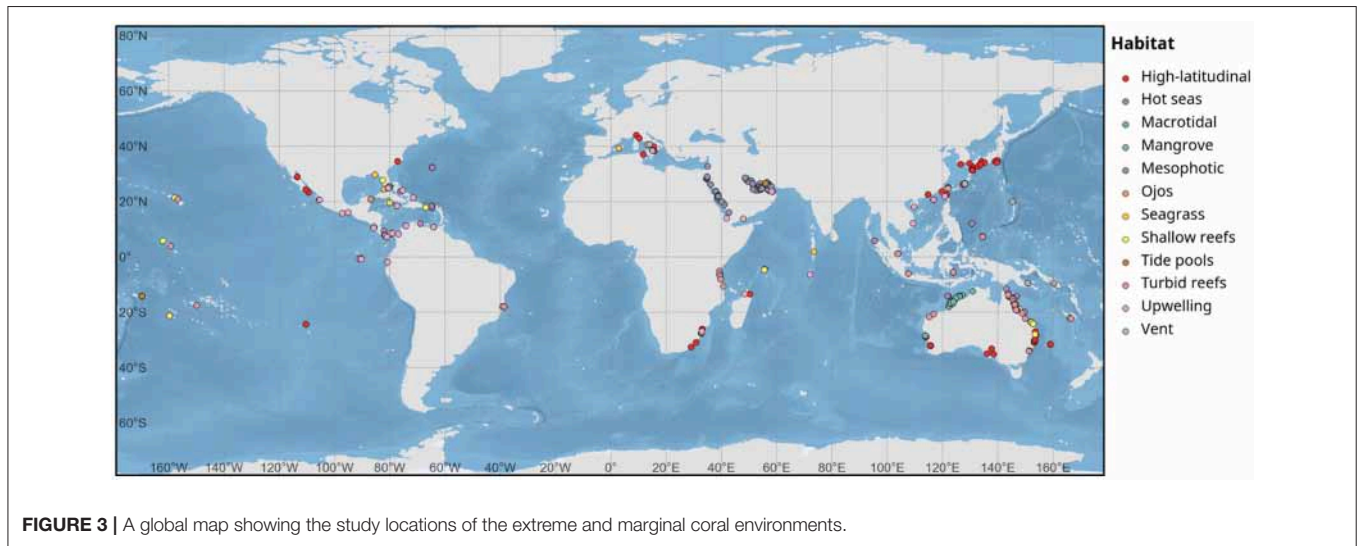 80°N
60°N
40°N
20°N
0°
20°S
40°S
60°S
160°W 140°W 120°W 100°W 80°W 60°W 40°W 20°W 0° 20°E 40°E 60°E 80°E 100°E 120°E 140°E 160°E
Habitat
High-latitudinal
Hot seas
Macrotidal
Mangrove
Mesophotic
Ojos
Seagrass
Shallow reefs
Tide pools
Turbid reefs
Upwelling
Vent
FIGURE 3 | A global map showing the study locations of the extreme and marginal coral environments.